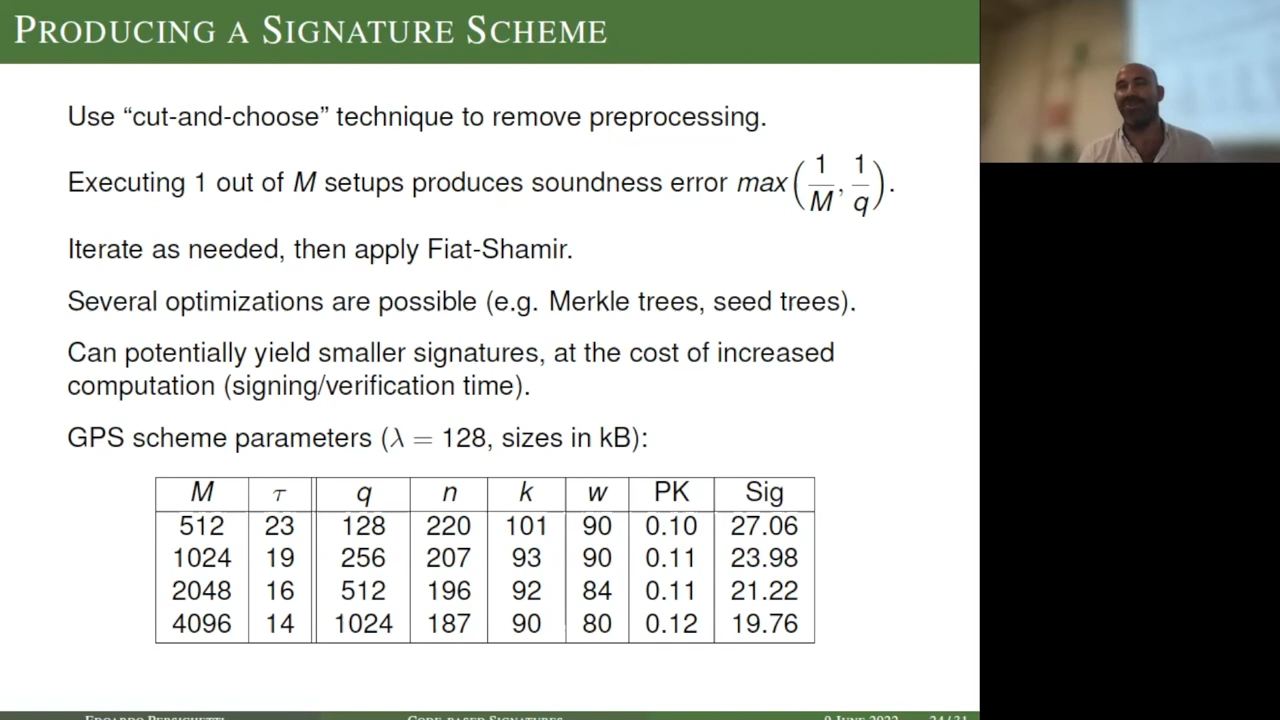 PRODUCING A SIGNATURE SCHEME
Use “cut-and-choose” technique to remove preprocessing.
Executing 1 out of M setups produces soundness error max(1/M, 1/q).
Iterate as needed, then apply Fiat-Shamir.
Several optimizations are possible (e.g. Merkle trees, seed trees).
Can potentially yield smaller signatures, at the cost of increased
computation (signing/verification time).
GPS scheme parameters (λ = 128, sizes in kB):
M τ q n k w PK Sig
512 23 128 220 101 90 0.10 27.06
1024 19 256 207 93 90 0.11 23.98
2048 16 512 196 92 84 0.11 21.22
4096 14 1024 187 90 80 0.12 19.76
EDOARDO PERSICHETTI CODE-BASED SIGNATURES 9 JUNE 2022 24 / 31